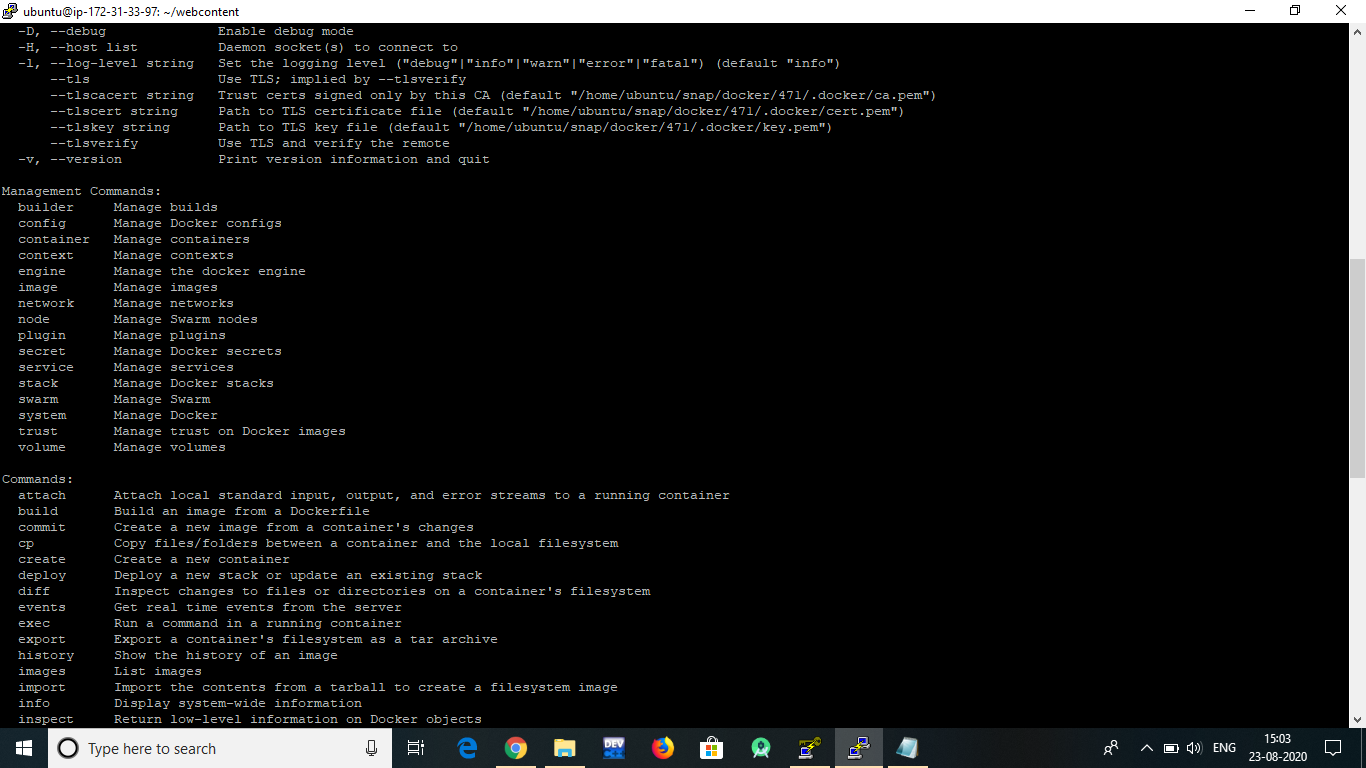 ubuntu@ip-172-31-33-97: ~/webcontent
-D, --debug Enable debug mode
-H, --host list Daemon socket(s) to connect to
-l, --log-level string Set the logging level ("debug"|"info"|"warn"|"error"|"fatal") (default "info")
--tls Use TLS; implied by --tlsverify
--tlscacert string Trust certs signed only by this CA (default "/home/ubuntu/snap/docker/471/.docker/ca.pem")
--tlscert string Path to TLS certificate file (default "/home/ubuntu/snap/docker/471/.docker/cert.pem")
--tlskey string Path to TLS key file (default "/home/ubuntu/snap/docker/471/.docker/key.pem")
--tlsverify Use TLS and verify the remote
-v, --version Print version information and quit
Management Commands:
builder Manage builds
config Manage Docker configs
container Manage containers
context Manage contexts
engine Manage the docker engine
image Manage images
network Manage networks
node Manage Swarm nodes
plugin Manage plugins
secret Manage Docker secrets
service Manage services
stack Manage Docker stacks
swarm Manage Swarm
system Manage Docker
trust Manage trust on Docker images
volume Manage volumes
Commands:
attach Attach local standard input, output, and error streams to a running container
build Build an image from a Dockerfile
commit Create a new image from a container's changes
cp Copy files/folders between a container and the local filesystem
create Create a new container
deploy Deploy a new stack or update an existing stack
diff Inspect changes to files or directories on a container's filesystem
events Get real time events from the server
exec Run a command in a running container
export Export a container's filesystem as a tar archive
history Show the history of an image
images List images
import Import the contents from a tarball to create a filesystem image
info Display system-wide information
inspect Return low-level information on Docker objects
Type here to search
DEV
ENG
15:03
23-08-2020